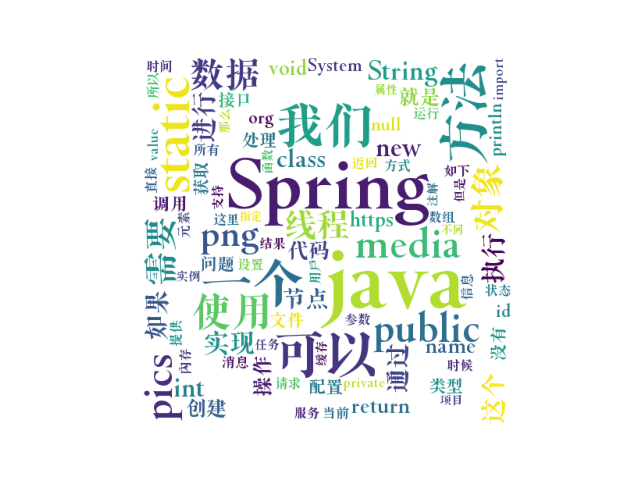 时间
所以
数据
void
System
String
import
static
进行
接口
那么
属性
就是
运行
方法
println
org
我们
null
处理
value
直接
所有
获取
class
函数
返回
方式
new
如下
但是
支持
Spring
注解
对象
调用
元素
这里
指定
线程
https
数组
不同
需要
png
结果
代码
media
执行
问题
设置
用户
一个
java
信息
实例
节点
状态
如果
提供
使用
文件
参数
public
id
没有
实现
任务
可以
缓存
通过
name
内存
消息
时候
pics
int
操作
请求
配置
private
类型
项目
这个
创建
服务
当前
return